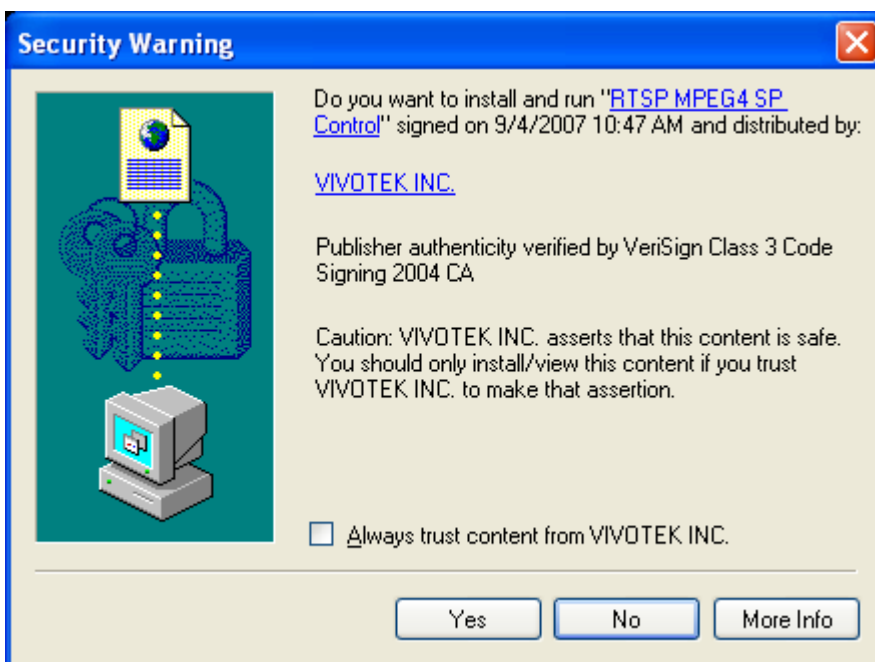 Security Warning
Do you want to install and run "RTSP MPEG4 SP
Control" signed on 9/4/2007 10:47 AM and distributed by:
VIVOTEK INC.
Publisher authenticity verified by VeriSign Class 3 Code
Signing 2004 CA
Caution: VIVOTEK INC. asserts that this content is safe.
You should only install/view this content if you trust
VIVOTEK INC. to make that assertion.
Always trust content from VIVOTEK INC.
Yes No More Info